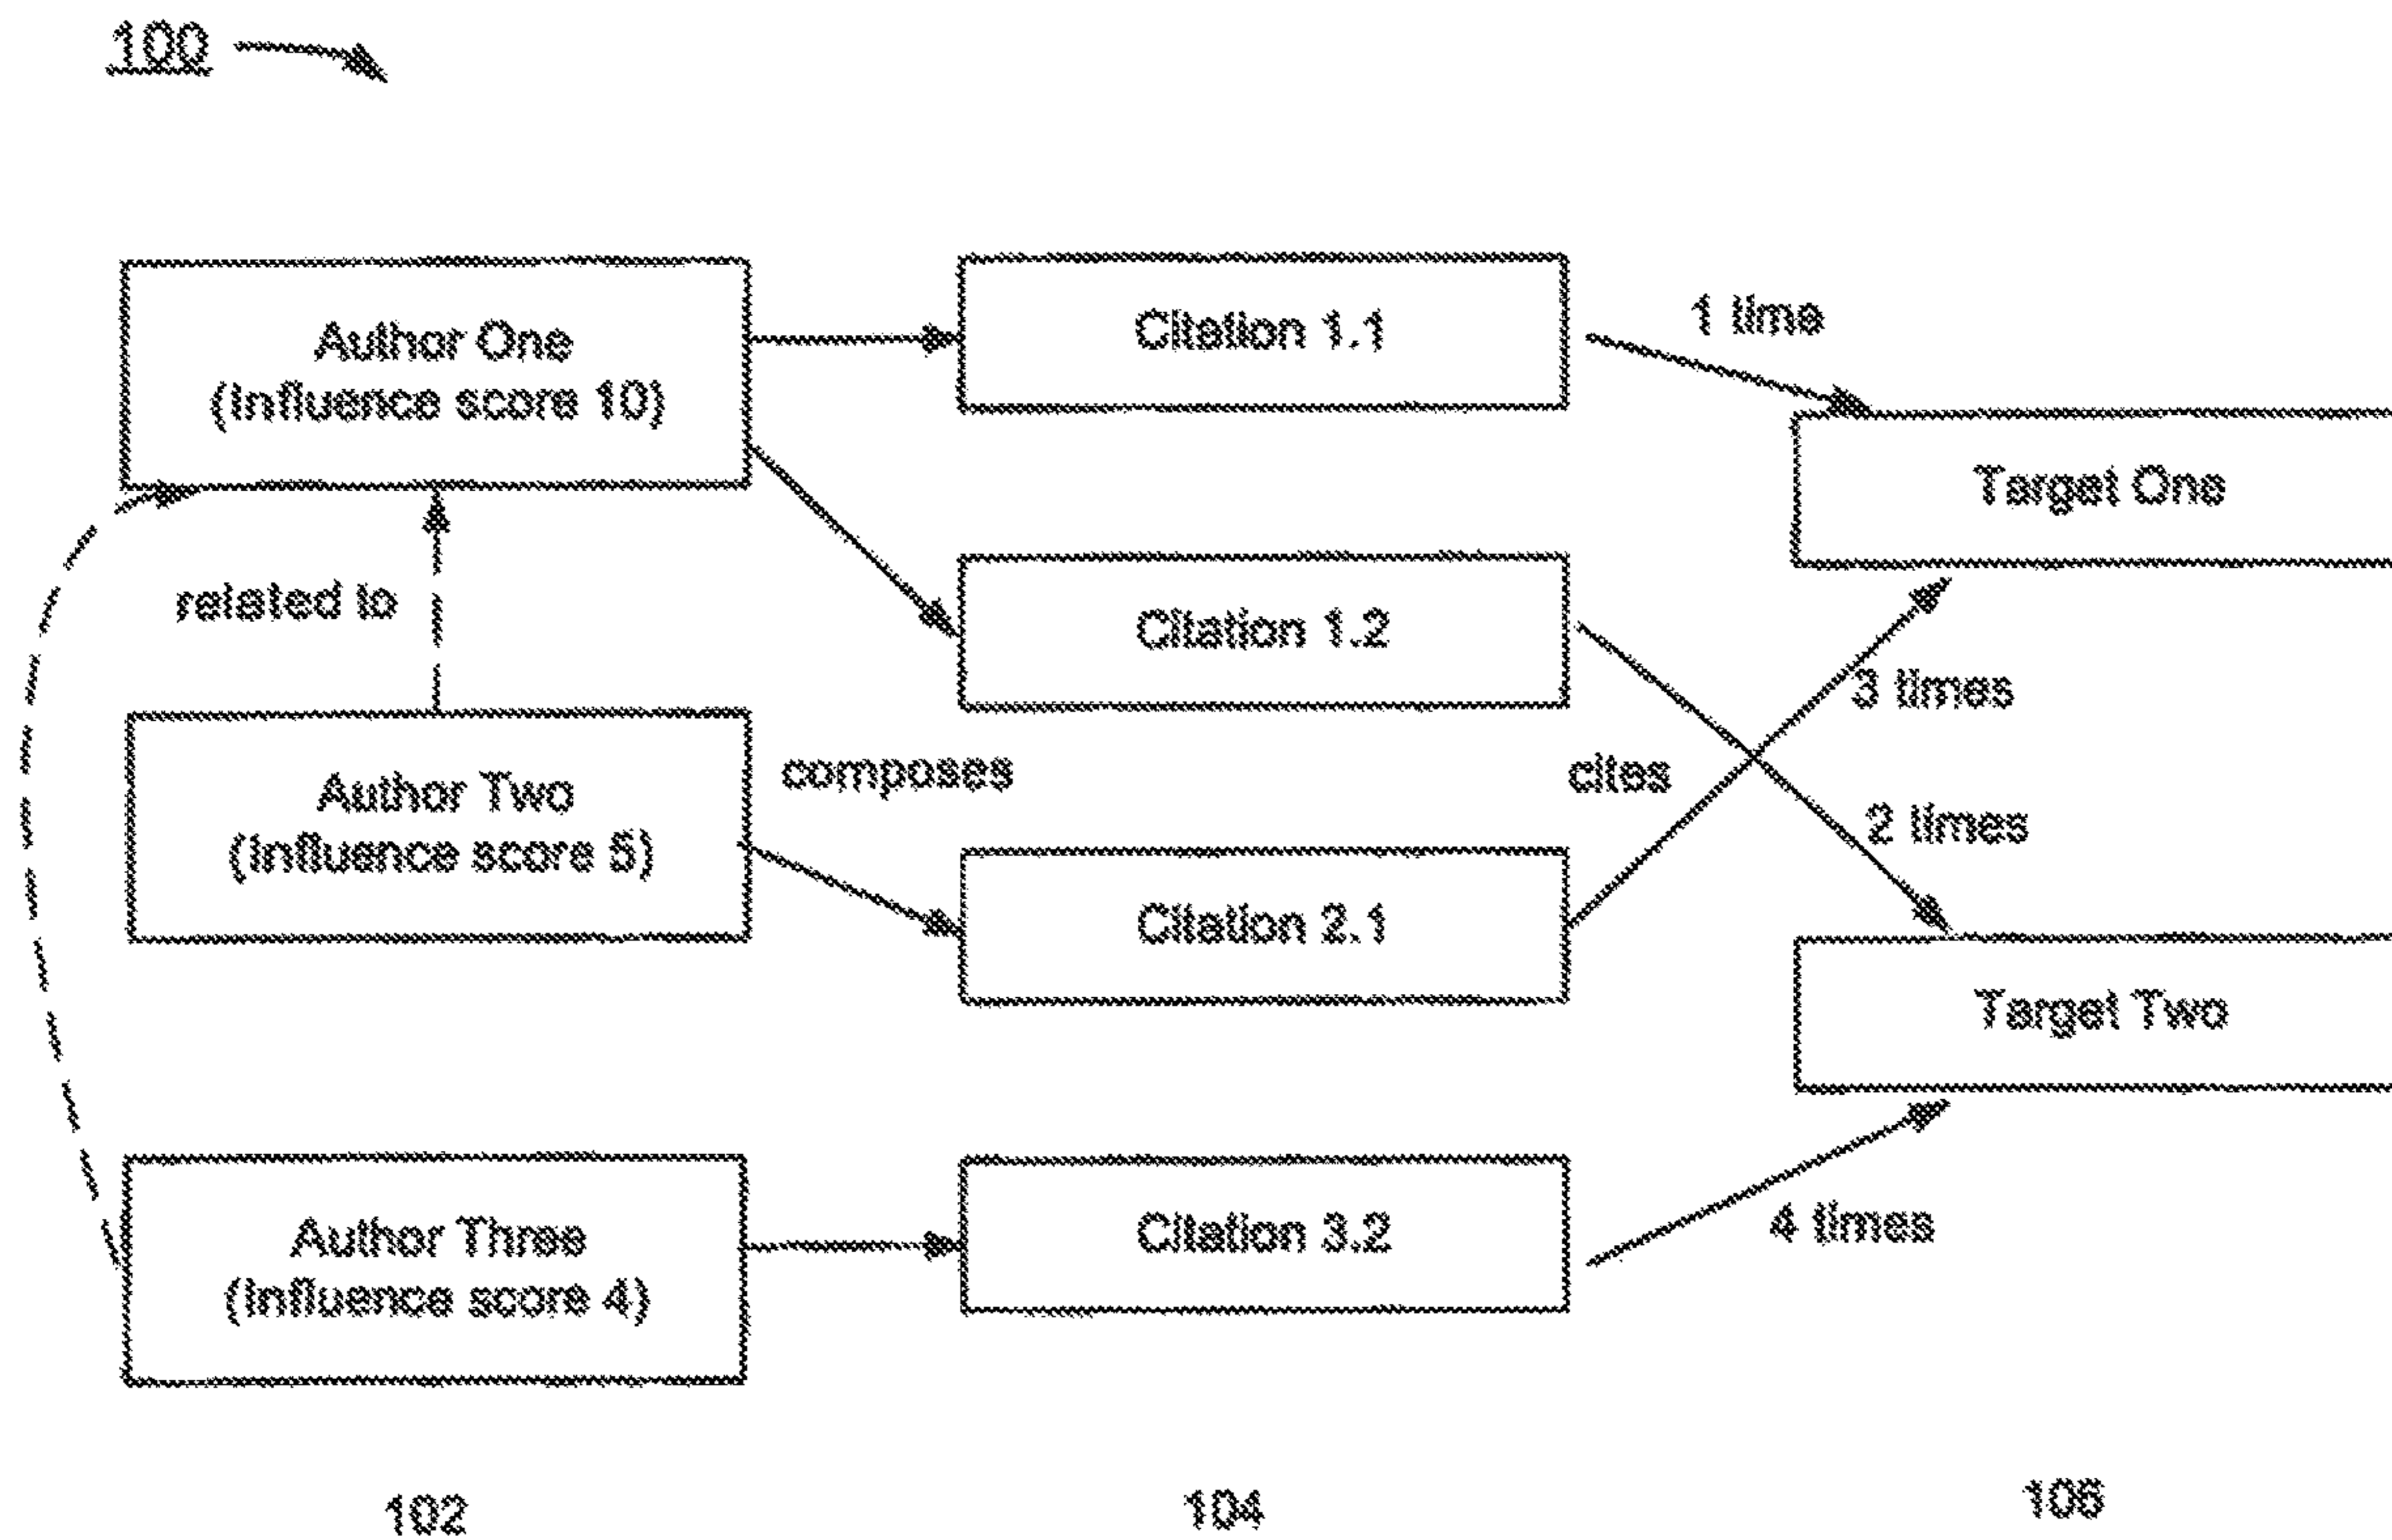 100
Author One
(Influence score 10)
Citation 1.1
1 time
Target One
related to
Citation 1.2
3 times
composes
cites
Author Two
(Influence score 5)
2 times
Citation 2.1
Target Two
Author Three
(Influence score 4)
Citation 3.2
4 times
102
104
106